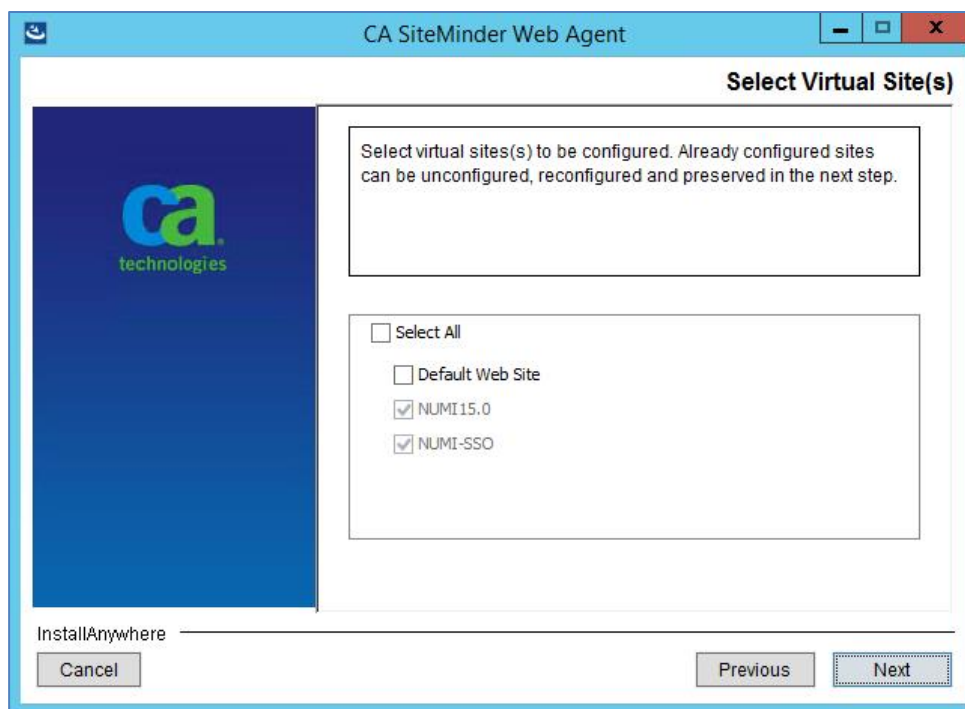 CA SiteMinder Web Agent
Select Virtual Site(s)
ca
technologies
Select virtual sites(s) to be configured. Already configured sites
can be unconfigured, reconfigured and preserved in the next step.
Select All
Default Web Site
NUMI15.0
NUMI-SSO
InstallAnywhere
Cancel
Previous
Next